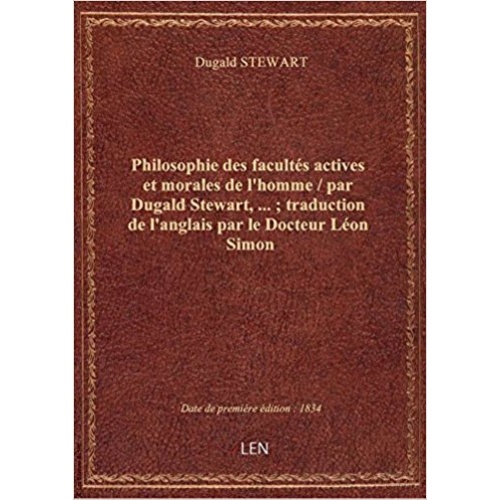 Dugald STEWART
Philosophie des facultés actives
et morales de l'homme / par
Dugald Stewart, ... ; traduction
de l'anglais par le Docteur Léon
Simon
Date de première édition : 1834
LEN